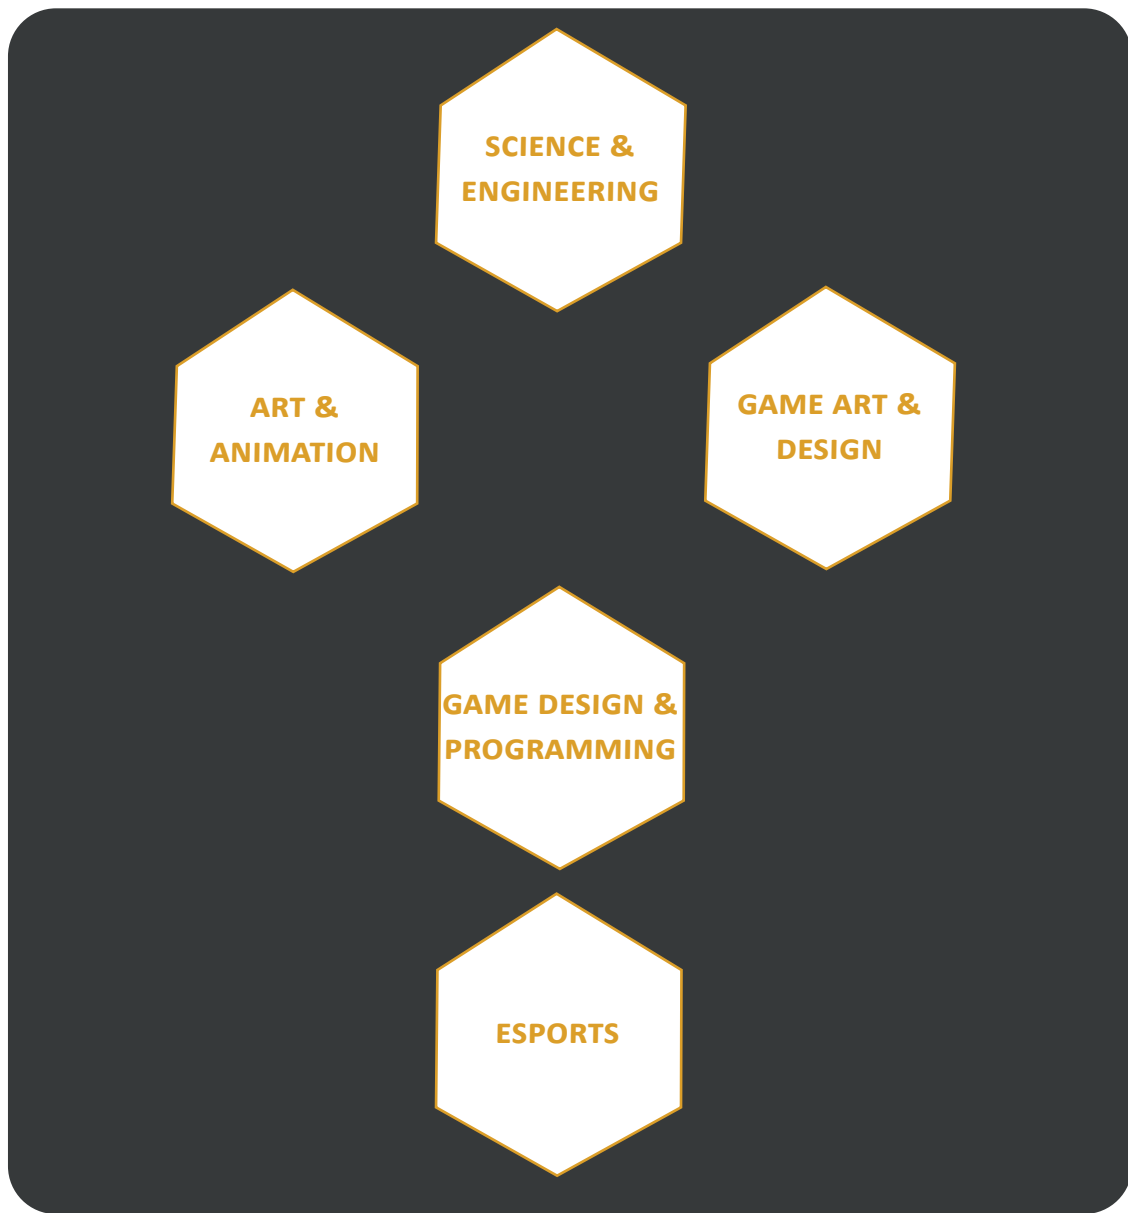 SCIENCE &
ENGINEERING
ART &
ANIMATION
GAME ART &
DESIGN
GAME DESIGN &
PROGRAMMING
ESPORTS